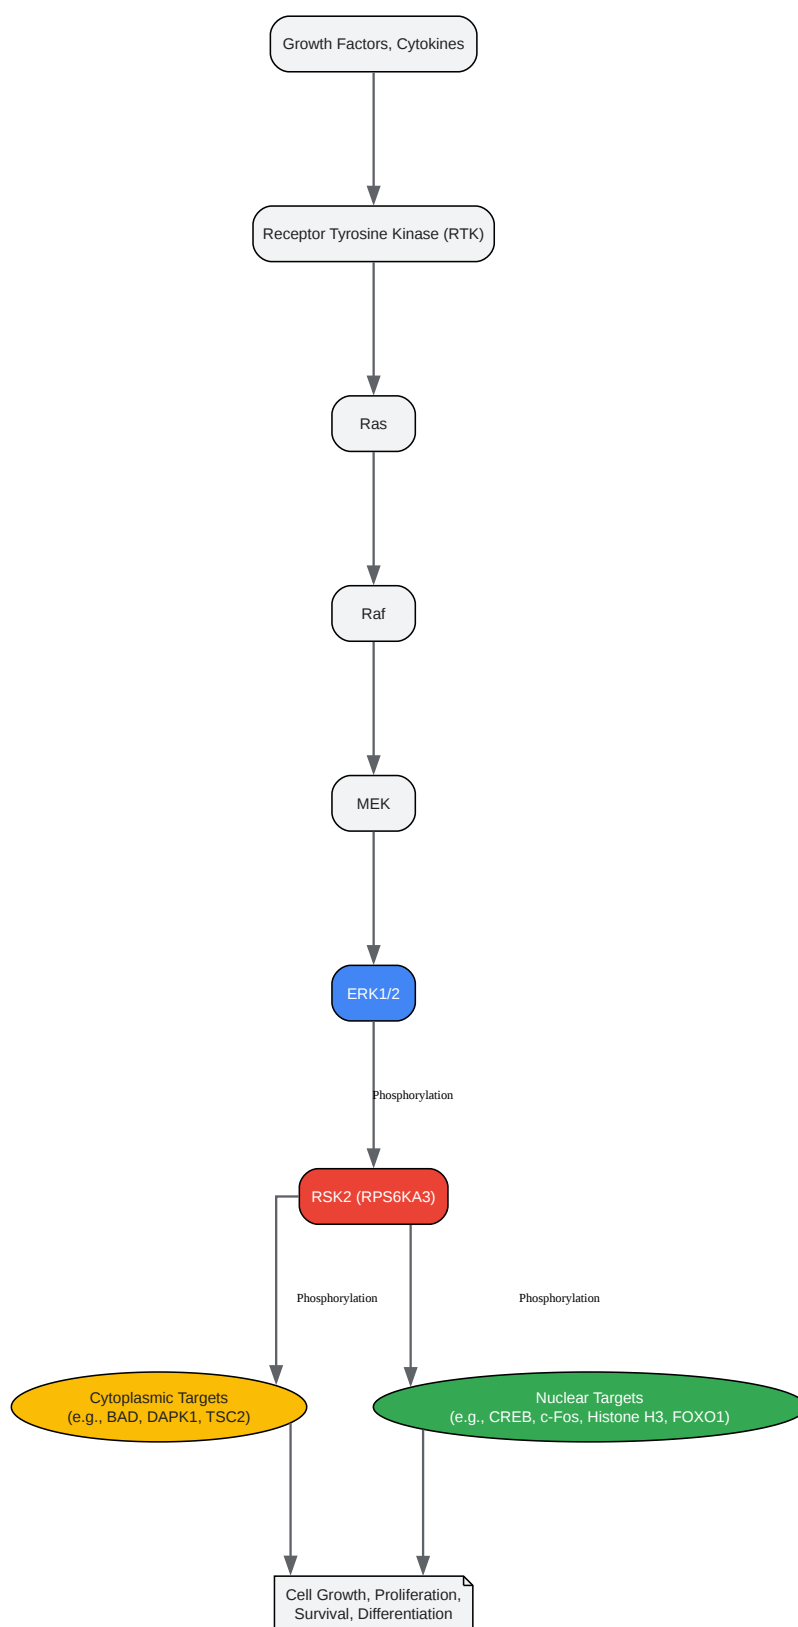 Growth Factors, Cytokines
Receptor Tyrosine Kinase (RTK)
Ras
Raf
MEK
ERK1/2
Phosphorylation
RSK2 (RPS6KA3)
Phosphorylation
Phosphorylation
Cytoplasmic Targets
(e.g., BAD, DAPK1, TSC2)
Nuclear Targets
(e.g., CREB, c-Fos, Histone H3, FOXO1)
Cell Growth, Proliferation,
Survival, Differentiation